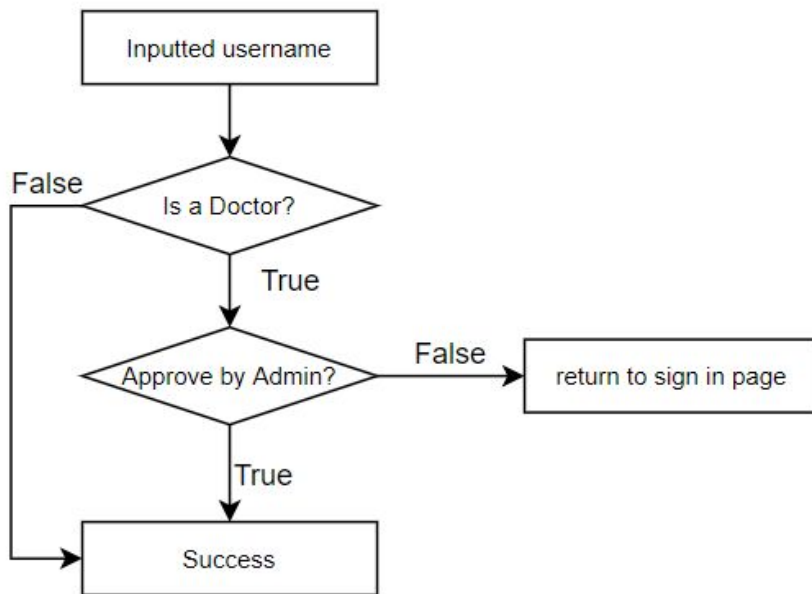 Inputted username
False
Is a Doctor?
True
Approve by Admin?
False
return to sign in page
True
Success